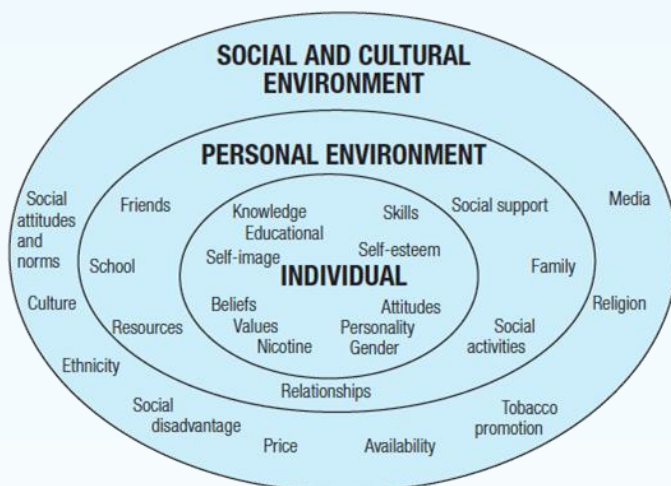 SOCIAL AND CULTURAL
ENVIRONMENT
PERSONAL ENVIRONMENT
Social
attitudes
and
norms
Friends
Knowledge
Skills
Social support
Media
Educational
Self-image
Self-esteem
School
INDIVIDUAL
Family
Culture
Beliefs
Attitudes
Religion
Resources
Values
Personality
Social
activities
Nicotine
Gender
Ethnicity
Relationships
Social
disadvantage
Tobacco
promotion
Price
Availability